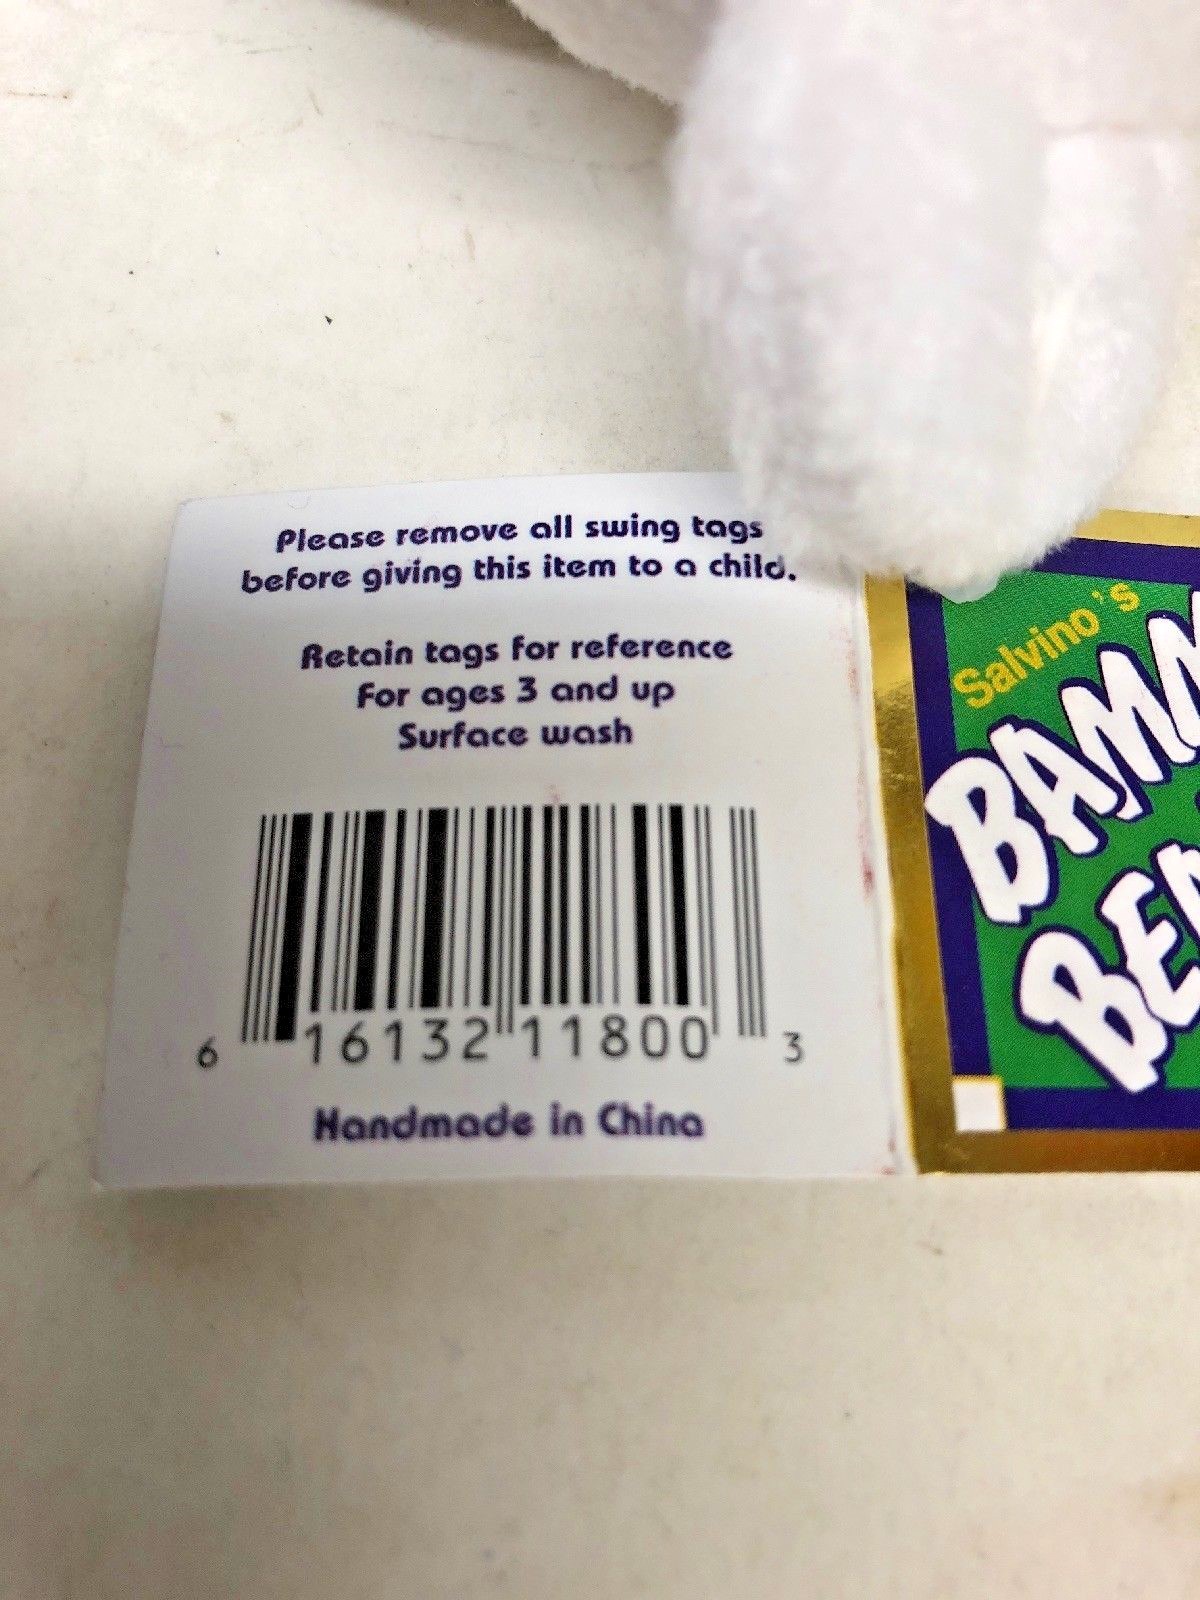 Please remove all swing tags
before giving this item to a child.
Retain tags for reference
For ages 3 and up
Surface wash
6 16132 11800 3
Handmade in China
Salvino's